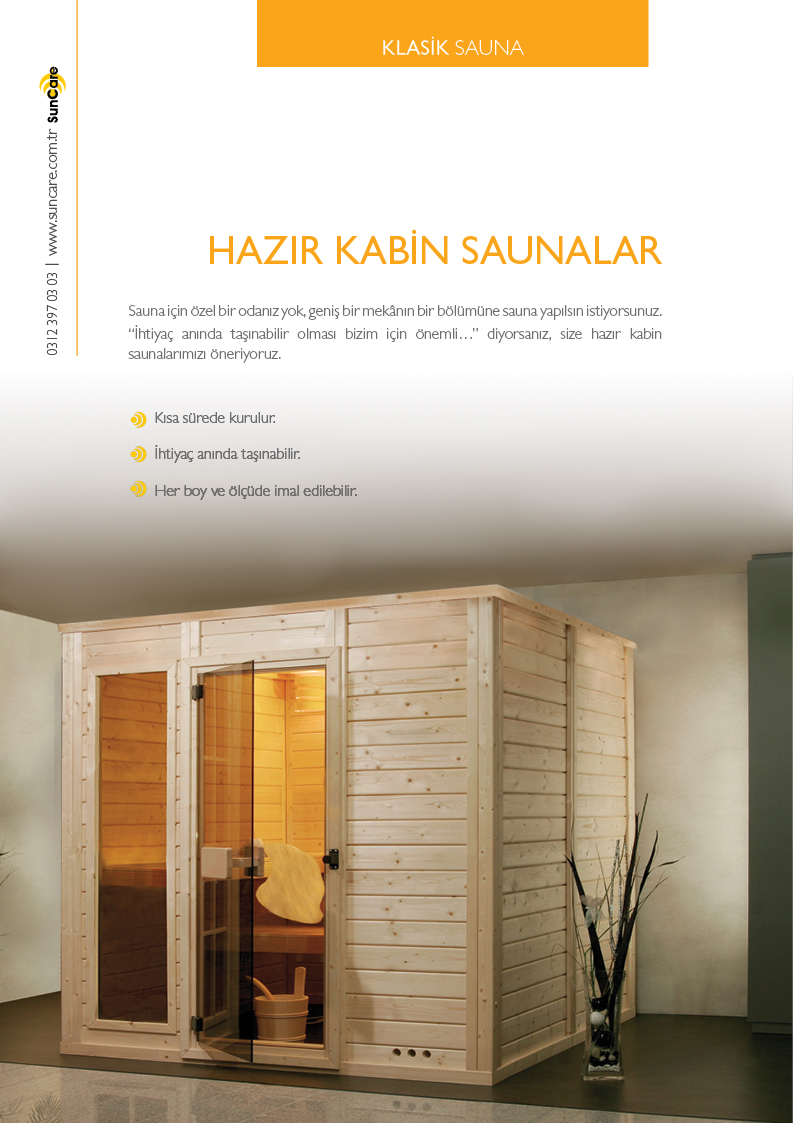 KLASİK SAUNA
SunCare
0312 397 03 03 | www.suncare.com.tr
HAZIR KABİN SAUNALAR
Sauna için özel bir odanız yok, geniş bir mekânın bir bölümüne sauna yapılsın istiyorsunuz.
“İhtiyaç anında taşınabilir olması bizim için önemli…” diyorsanız, size hazır kabin
saunalarımızı öneriyoruz.
Kısa sürede kurulur.
İhtiyaç anında taşınabilir.
Her boy ve ölçüde imal edilebilir.